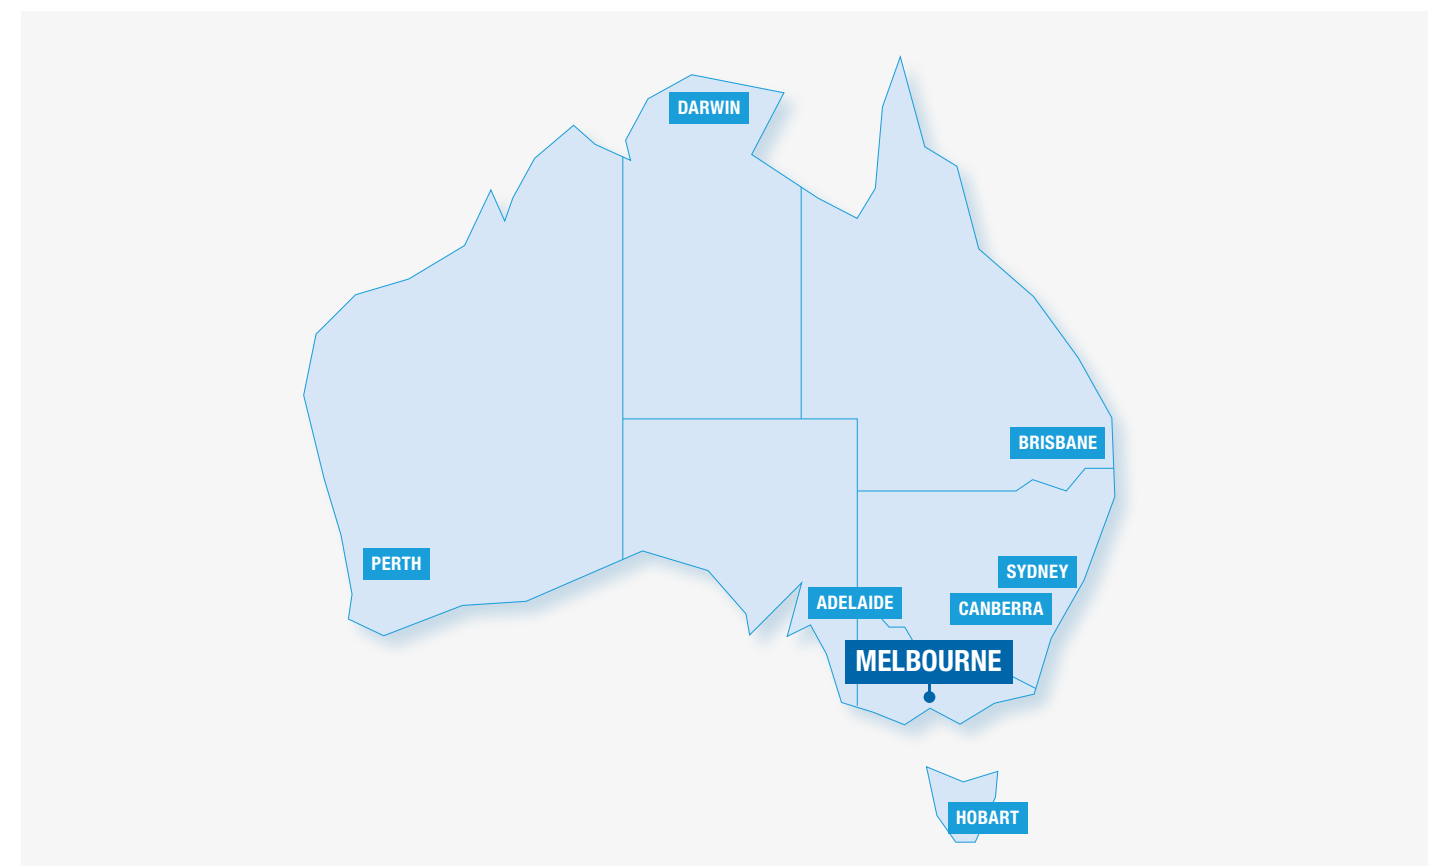 DARWIN
BRISBANE
PERTH
SYDNEY
ADELAIDE
CANBERRA
MELBOURNE
HOBART